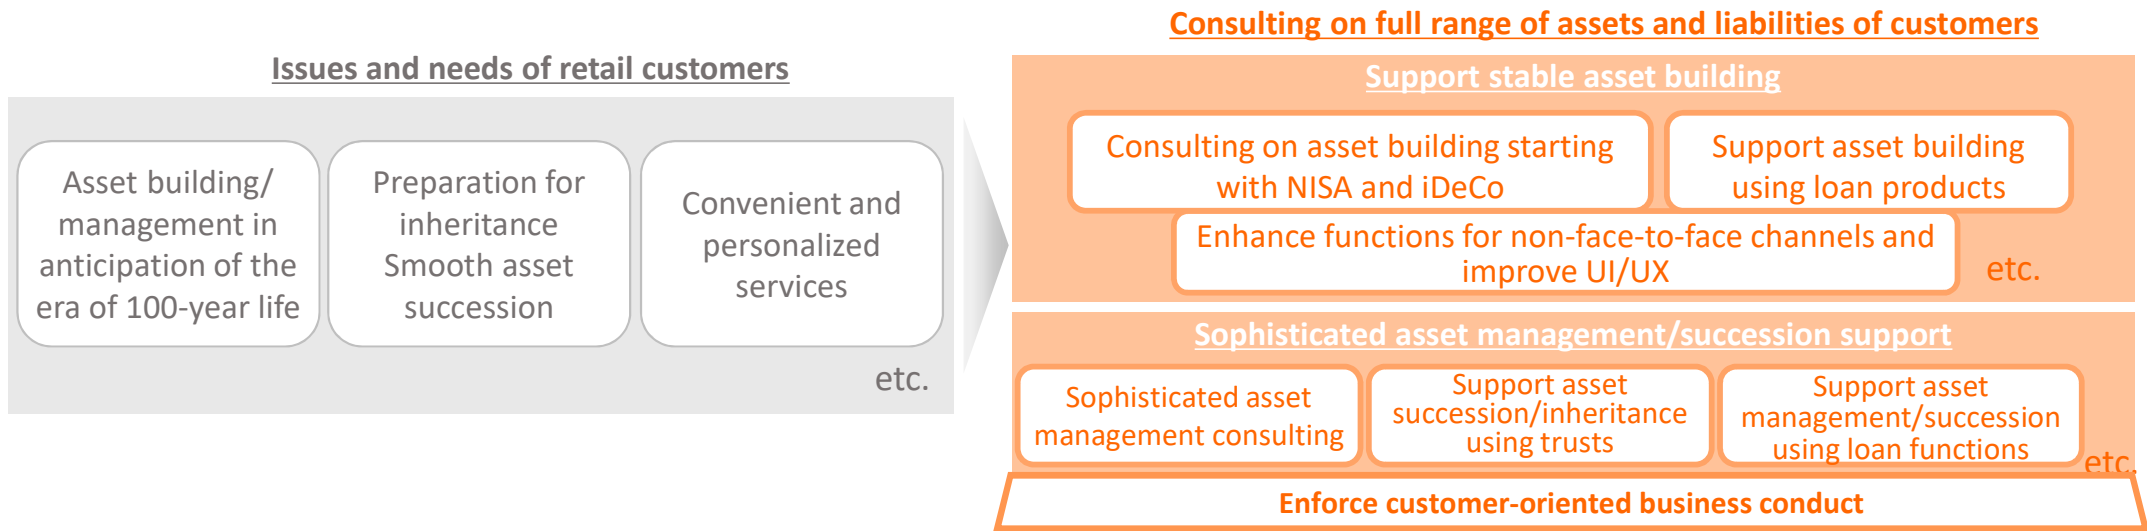 Issues and needs of retail customers
Asset building/
management in
anticipation of the
era of 100-year life
Preparation for
inheritance
Smooth asset
succession
Convenient and
personalized
services
etc.
Consulting on full range of assets and liabilities of customers
Support stable asset building
Consulting on asset building starting
with NISA and iDeCo
Support asset building
using loan products
Enhance functions for non-face-to-face channels and
improve UI/UX
etc.
Sophisticated asset management/succession support
Sophisticated asset
management consulting
Support asset
succession/inheritance
using trusts
Support asset
management/succession
using loan functions
etc.
Enforce customer-oriented business conduct